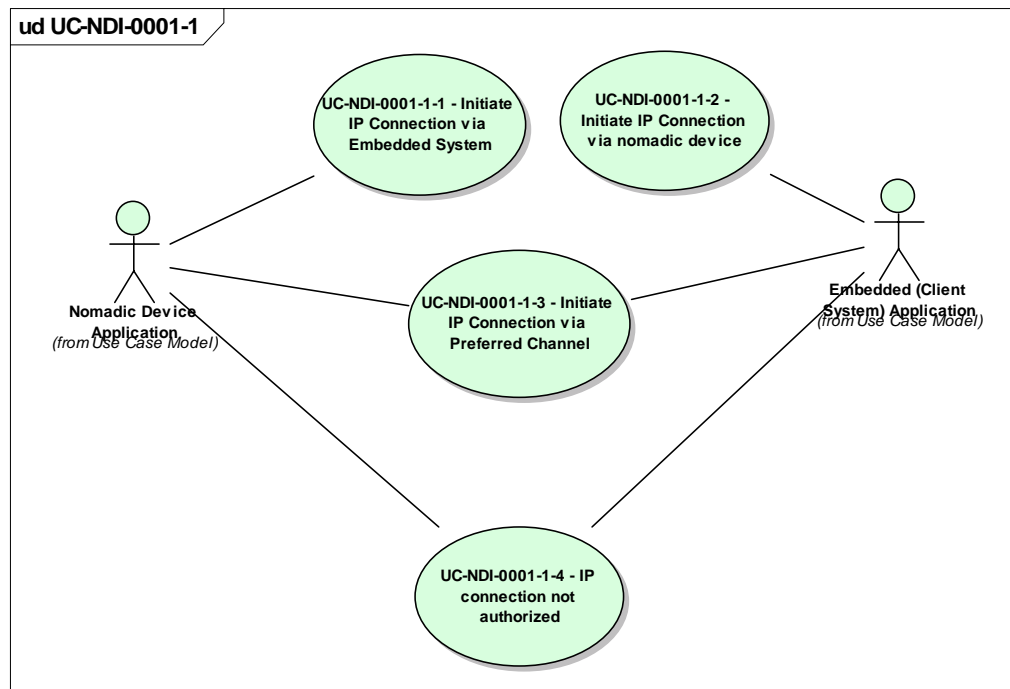 ud UC-NDI-0001-1
UC-NDI-0001-1-1 - Initiate
IP Connection via
Embedded System
UC-NDI-0001-1-2 -
Initiate IP Connection
via nomadic device
Nomadic Device
Application
(from Use Case Model)
UC-NDI-0001-1-3 - Initiate
IP Connection via
Preferred Channel
Embedded (Client
System) Application
(from Use Case Model)
UC-NDI-0001-1-4 - IP
connection not
authorized